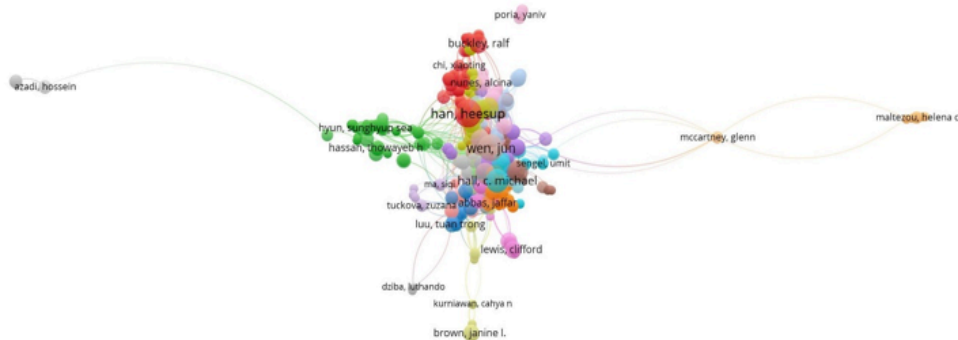 poria, yaniv
buckley, ralf
chi, xiaoting
nunes, alcina
azadi, hossein
han, heesup
maltezou, helena c
hyun, sunghyup sea
mccartney, glenn
hassan, thowayeb h
wen, jun
sengel, umit
ma, siqi
hall, c. michael
tuckova, zuzana
abbas, jaffar
luu, tuan trong
lewis, clifford
dziba, luthando
kurniawan, cahya n
brown, janine l.